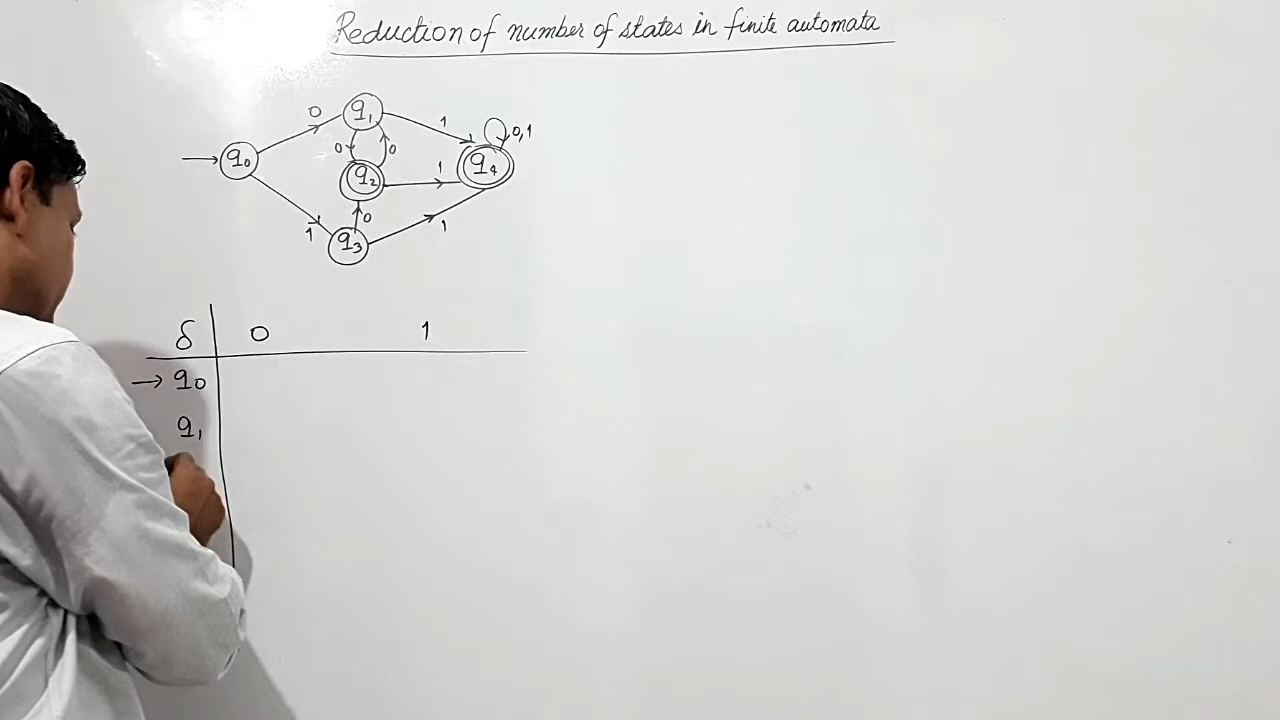 Reduction of number of states in finite automata
0 q₁ 1 0,1
q₀ 0 0 q₄
q₂ 1
1 0
q₃ 1
δ 0 1
→ q₀
q₁